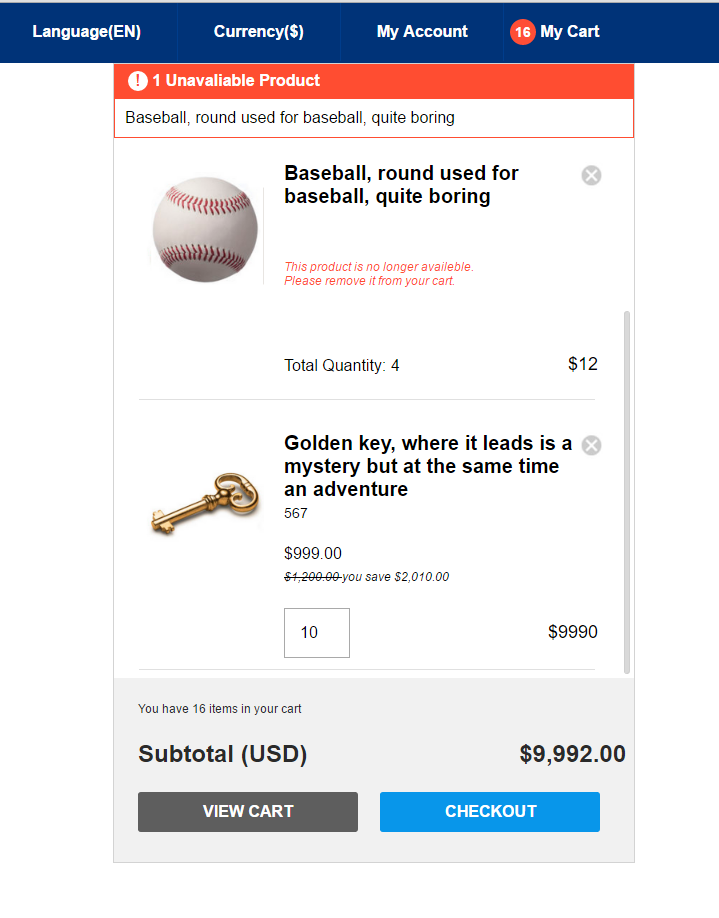 Language(EN) Currency($) My Account 16 My Cart
! 1 Unavaliable Product
Baseball, round used for baseball, quite boring
Baseball, round used for
baseball, quite boring
This product is no longer availeble.
Please remove it from your cart.
Total Quantity: 4 $12
Golden key, where it leads is a
mystery but at the same time
an adventure
567
$999.00
$1,200.00 you save $2,010.00
10 $9990
You have 16 items in your cart
Subtotal (USD) $9,992.00
VIEW CART CHECKOUT